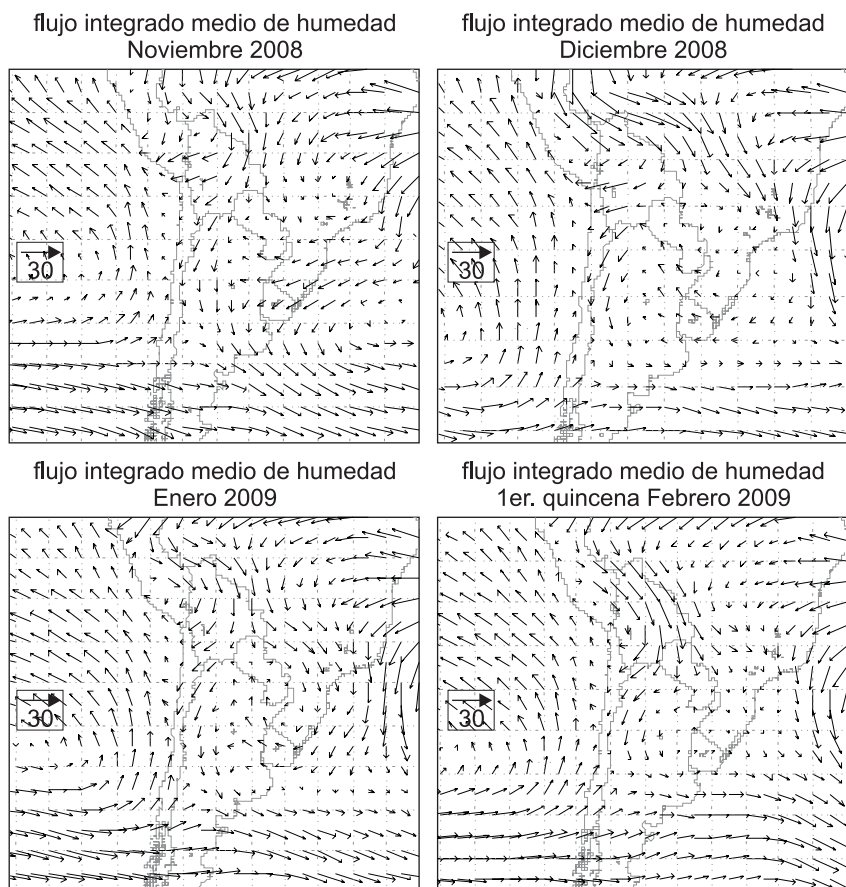 flujo integrado medio de humedad
Noviembre 2008
30
flujo integrado medio de humedad
Diciembre 2008
30
flujo integrado medio de humedad
Enero 2009
30
flujo integrado medio de humedad
1er. quincena Febrero 2009
30